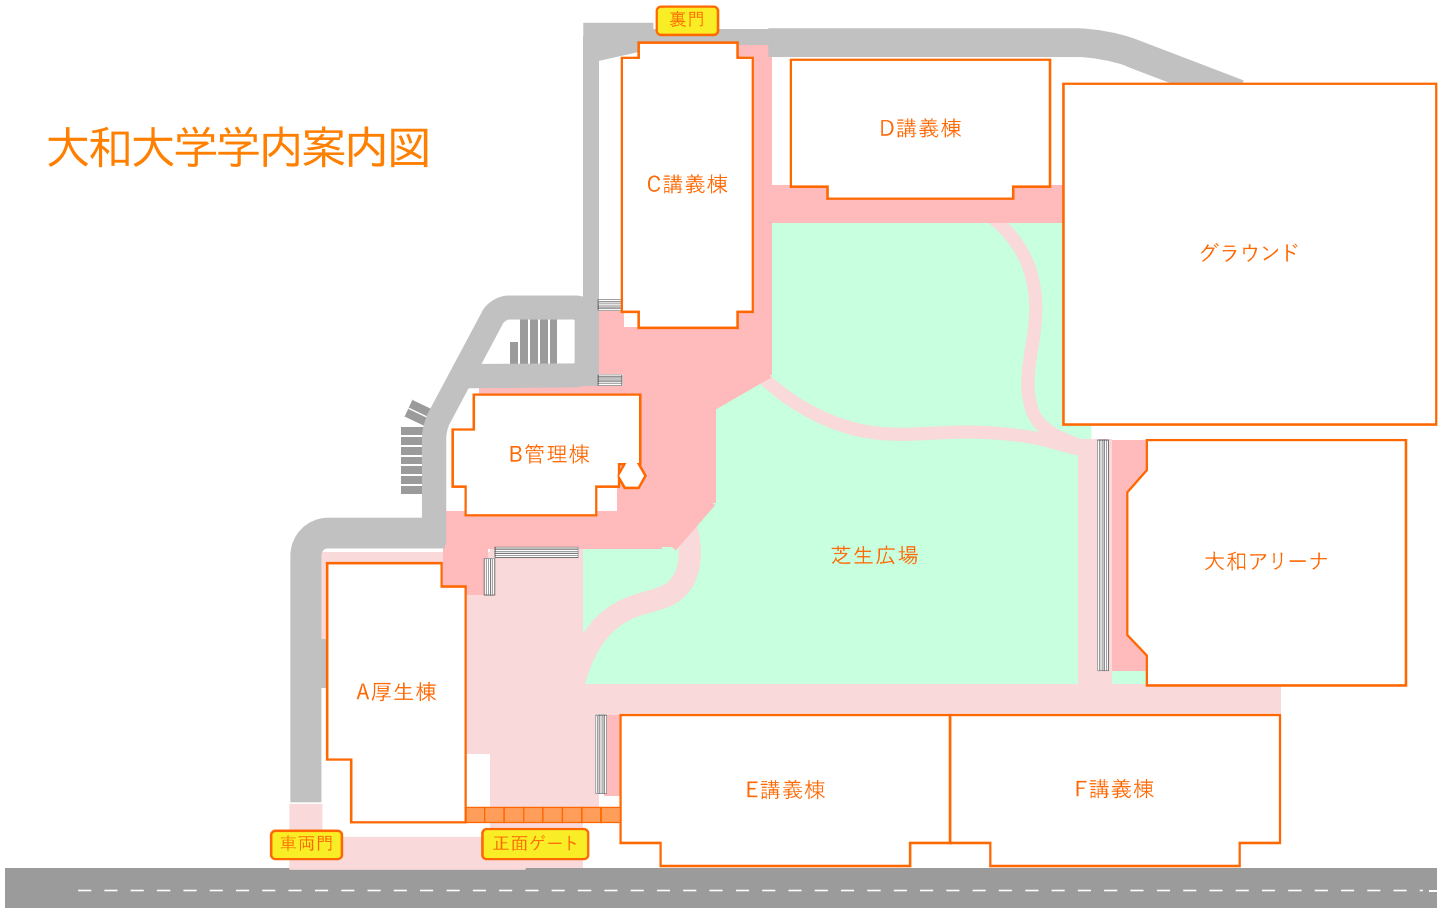 裏門
大和大学学内案内図
D講義棟
C講義棟
グラウンド
B管理棟
芝生広場
大和アリーナ
A厚生棟
E講義棟
F講義棟
車両門
正面ゲート